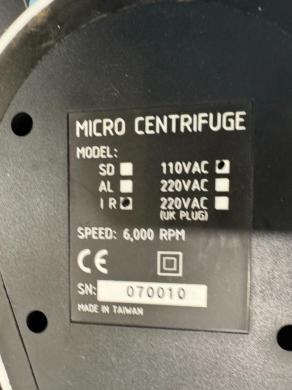 MICRO CENTRIFUGE
MODEL:
SD 110VAC
AL 220VAC
IR 220VAC
(UK PLUG)
SPEED: 6,000 RPM
CE
SN: 070010
MADE IN TAIWAN